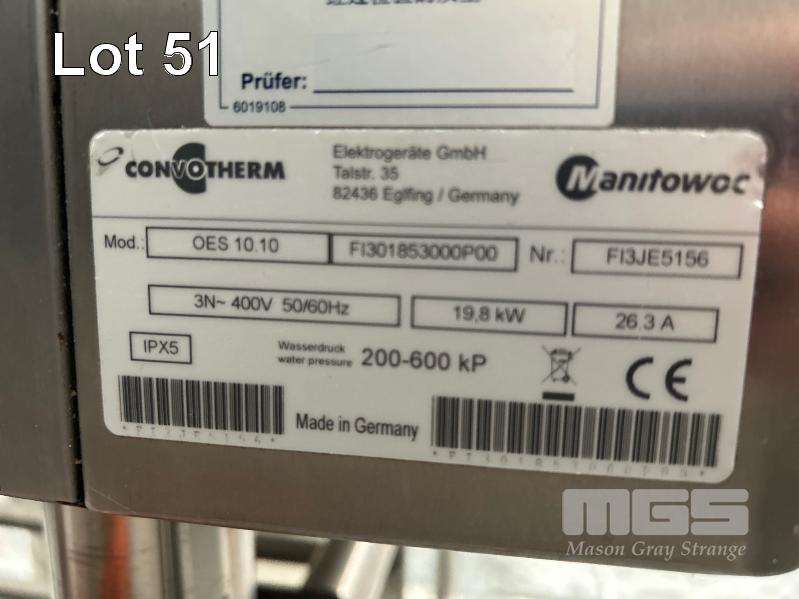 Lot 51
Prüfer:
6019108
CONVOTHERM
Elektrogeräte GmbH
Talstr. 35
82436 Eglfing / Germany
Manitowoc
Mod.: OES 10.10 FI301853000P00 Nr.: FI3JE5156
3N~ 400V 50/60Hz 19,8 kW 26.3 A
IPX5 Wasserdruck
water pressure 200-600 kP
CE
Made in Germany
*FI3JE5156*
*FI301853000P00*
MGS
Mason Gray Strange